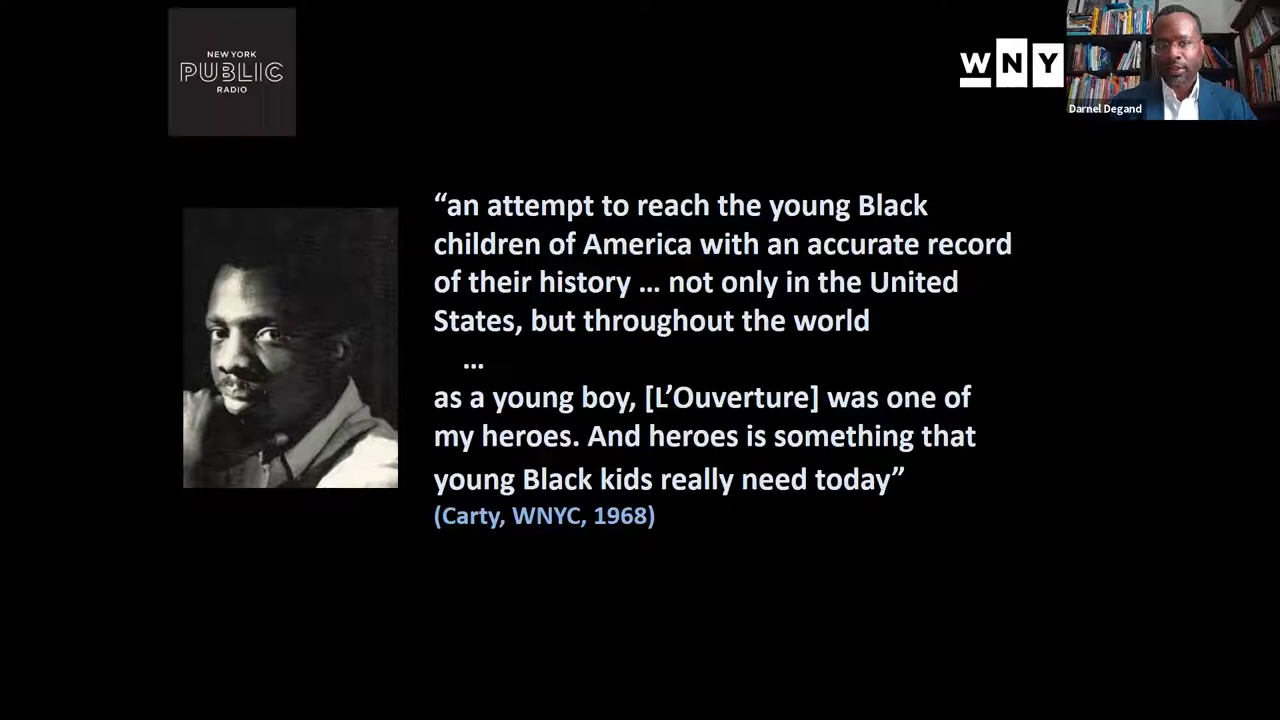 NEW YORK
PUBLIC
RADIO
WNY
Darnel Degand
“an attempt to reach the young Black
children of America with an accurate record
of their history ... not only in the United
States, but throughout the world
...
as a young boy, [L’Ouverture] was one of
my heroes. And heroes is something that
young Black kids really need today”
(Carty, WNYC, 1968)